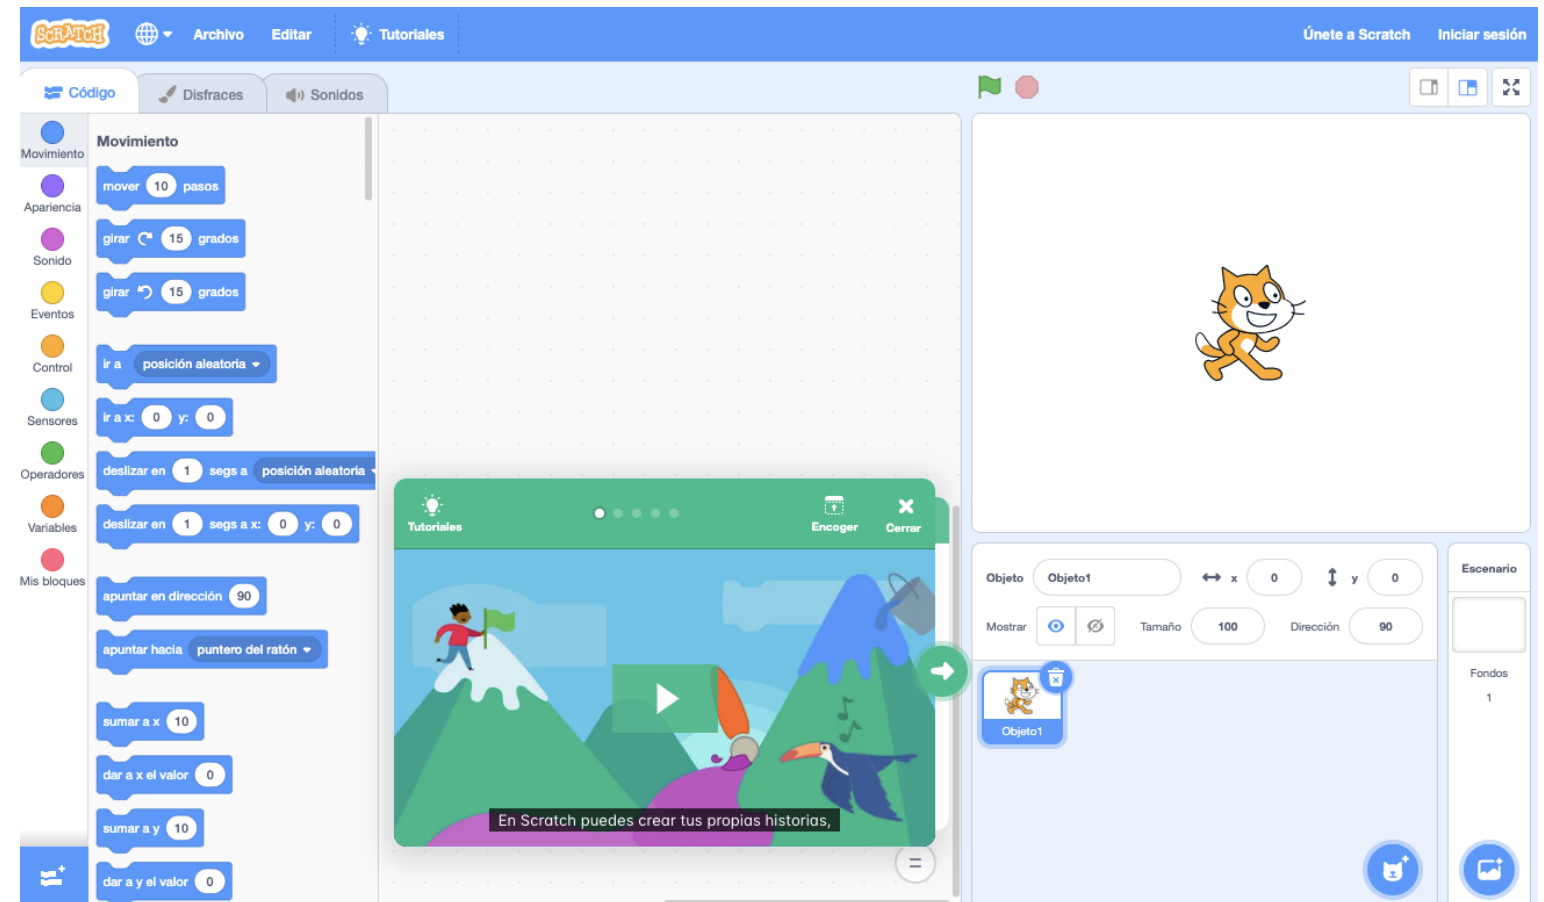 SCRATCH Archivo Editar Tutoriales Únete a Scratch Iniciar sesión
Código Disfraces Sonidos
Movimiento
Apariencia
Sonido
Eventos
Control
Sensores
Operadores
Variables
Mis bloques
Movimiento
mover 10 pasos
girar 15 grados
girar 15 grados
ir a posición aleatoria
ir a x: 0 y: 0
deslizar en 1 segs a posición aleatoria
deslizar en 1 segs a x: 0 y: 0
apuntar en dirección 90
apuntar hacia puntero del ratón
sumar a x 10
dar a x el valor 0
sumar a y 10
dar a y el valor 0
Tutoriales Encoger Cerrar
En Scratch puedes crear tus propias historias,
Objeto Objeto1 x 0 y 0
Mostrar Tamaño 100 Dirección 90
Objeto1
Escenario
Fondos
1